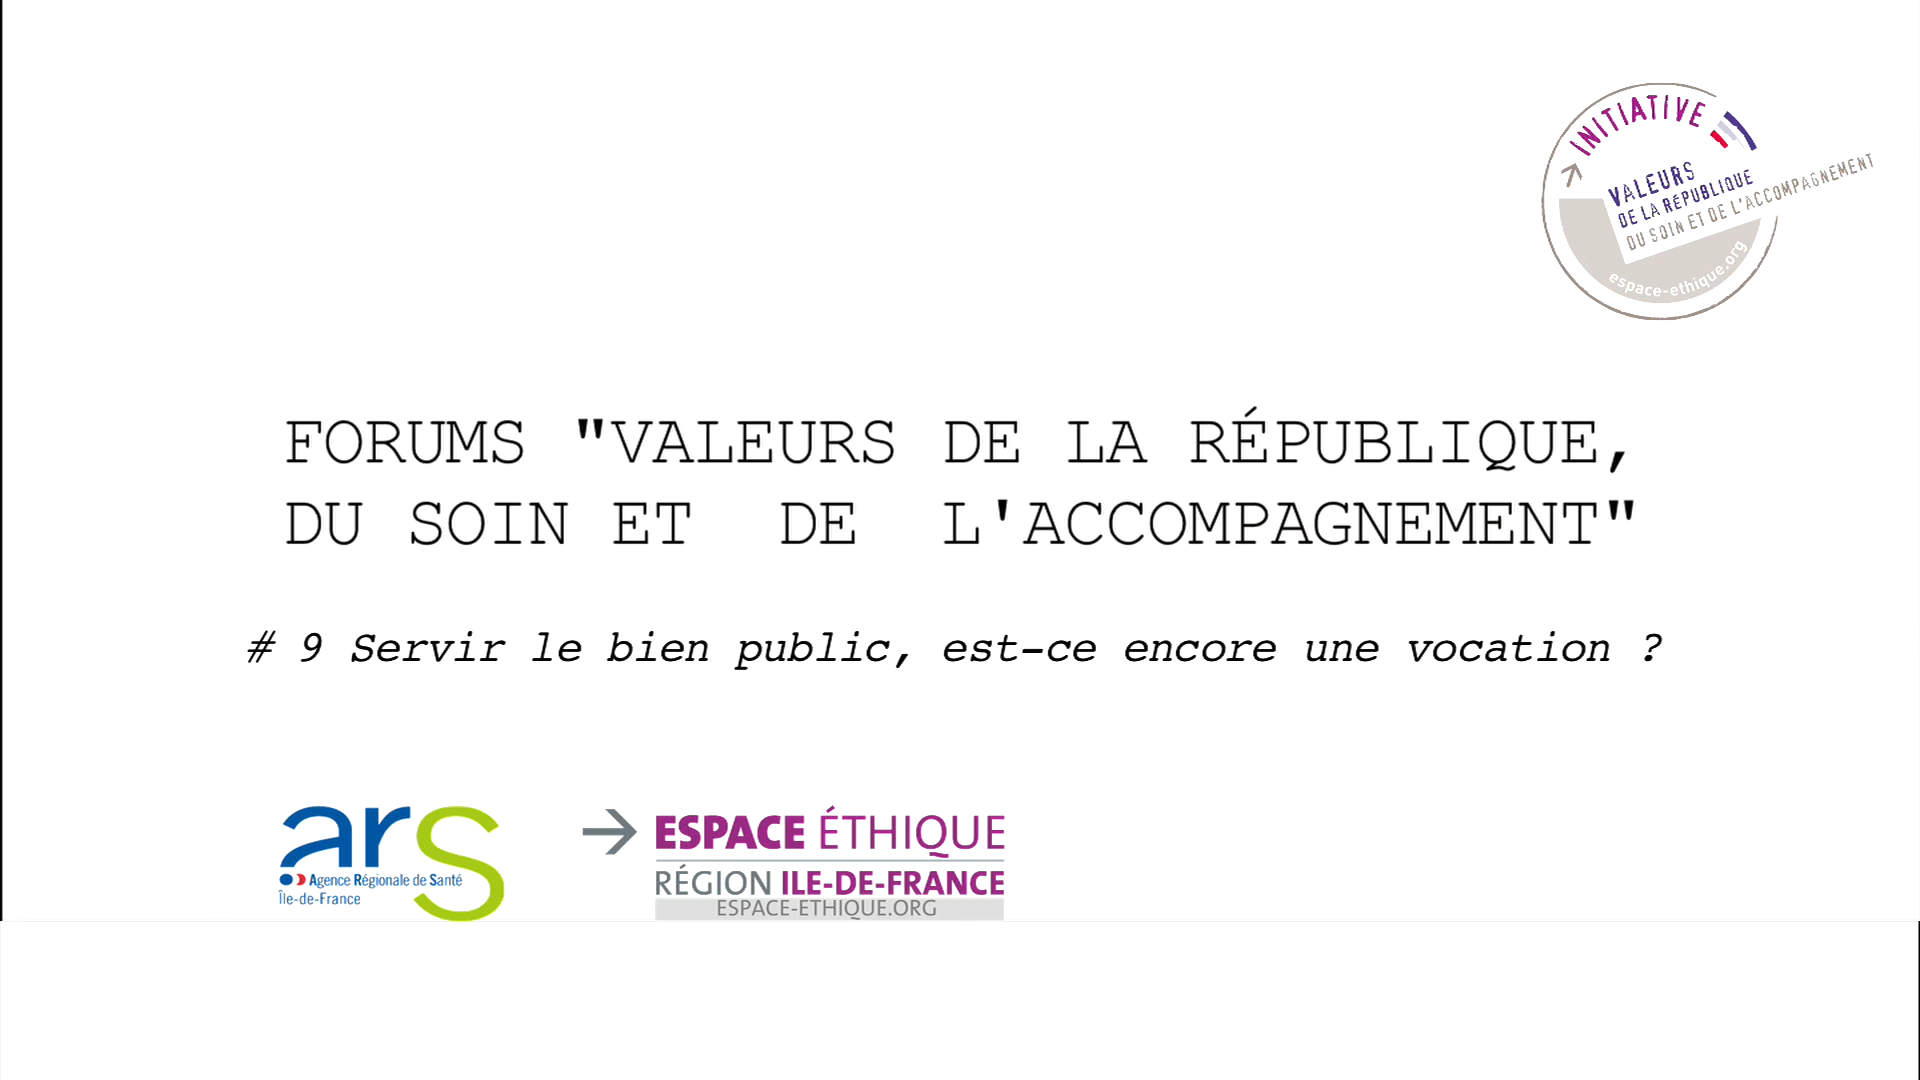 INITIATIVE
VALEURS
DE LA RÉPUBLIQUE
DU SOIN ET DE L'ACCOMPAGNEMENT
espace-ethique.org
FORUMS "VALEURS DE LA RÉPUBLIQUE,
DU SOIN ET DE L'ACCOMPAGNEMENT"
# 9 Servir le bien public, est-ce encore une vocation ?
ars
Agence Régionale de Santé
Île-de-France
ESPACE ÉTHIQUE
RÉGION ILE-DE-FRANCE
ESPACE-ETHIQUE.ORG